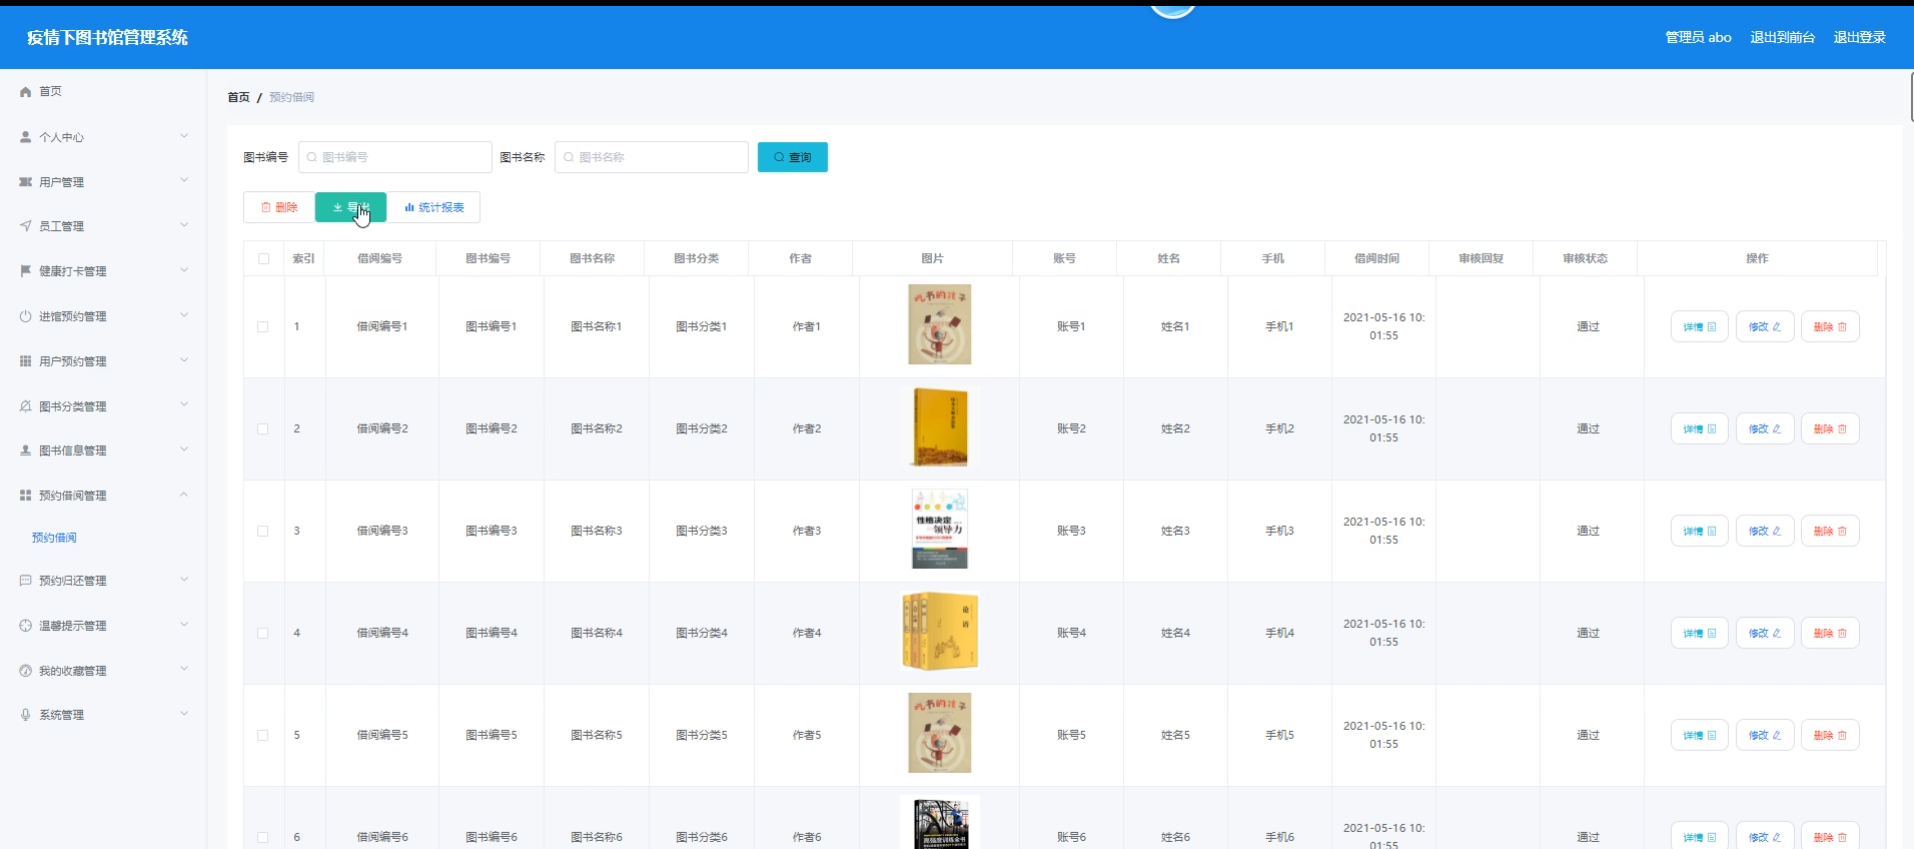 疫情下图书馆管理系统
管理员 abo 退出到前台 退出登录
首页
个人中心
用户管理
员工管理
健康打卡管理
进馆预约管理
用户预约管理
图书分类管理
图书信息管理
预约借阅管理
预约借阅
预约归还管理
温馨提示管理
我的收藏管理
系统管理
首页 / 预约借阅
图书编号 图书编号 图书名称 图书名称 查询
删除 导出 统计报表
索引 借阅编号 图书编号 图书名称 图书分类 作者 图片 账号 姓名 手机 借阅时间 审核回复 审核状态 操作
1 借阅编号1 图书编号1 图书名称1 图书分类1 作者1 吃书的孩子 账号1 姓名1 手机1 2021-05-16 10:01:55 通过 详情 修改 删除
2 借阅编号2 图书编号2 图书名称2 图书分类2 作者2 账号2 姓名2 手机2 2021-05-16 10:01:55 通过 详情 修改 删除
3 借阅编号3 图书编号3 图书名称3 图书分类3 作者3 性格决定领导力 账号3 姓名3 手机3 2021-05-16 10:01:55 通过 详情 修改 删除
4 借阅编号4 图书编号4 图书名称4 图书分类4 作者4 论语 账号4 姓名4 手机4 2021-05-16 10:01:55 通过 详情 修改 删除
5 借阅编号5 图书编号5 图书名称5 图书分类5 作者5 吃书的孩子 账号5 姓名5 手机5 2021-05-16 10:01:55 通过 详情 修改 删除
6 借阅编号6 图书编号6 图书名称6 图书分类6 作者6 账号6 姓名6 手机6 2021-05-16 10:01:55 通过 详情 修改 删除